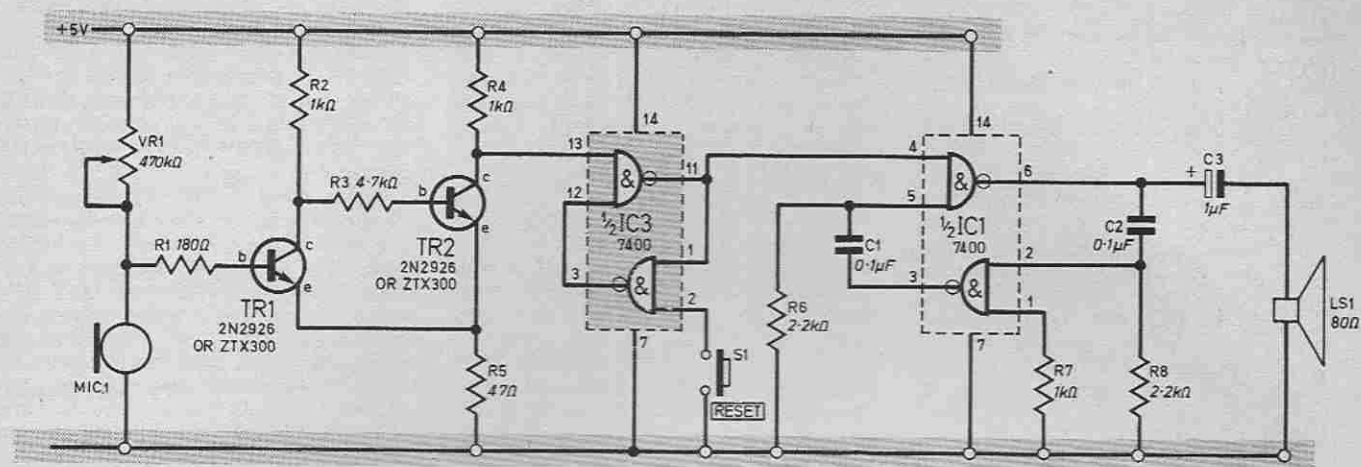 +5V
VR1
470kΩ
R1 180Ω
MIC.1
b
c
e
TR1
2N2926
OR ZTX300
R2
1kΩ
R3 4·7kΩ
b
c
e
TR2
2N2926
OR ZTX300
R4
1kΩ
R5
47Ω
14
13
12
&
11
½IC3
7400
3
&
1
2
7
S1
RESET
R6
2·2kΩ
C1
0·1µF
14
4
5
&
6
½IC1
7400
3
&
2
1
7
R7
1kΩ
R8
2·2kΩ
C2
0·1µF
+
C3
1µF
LS1
80Ω